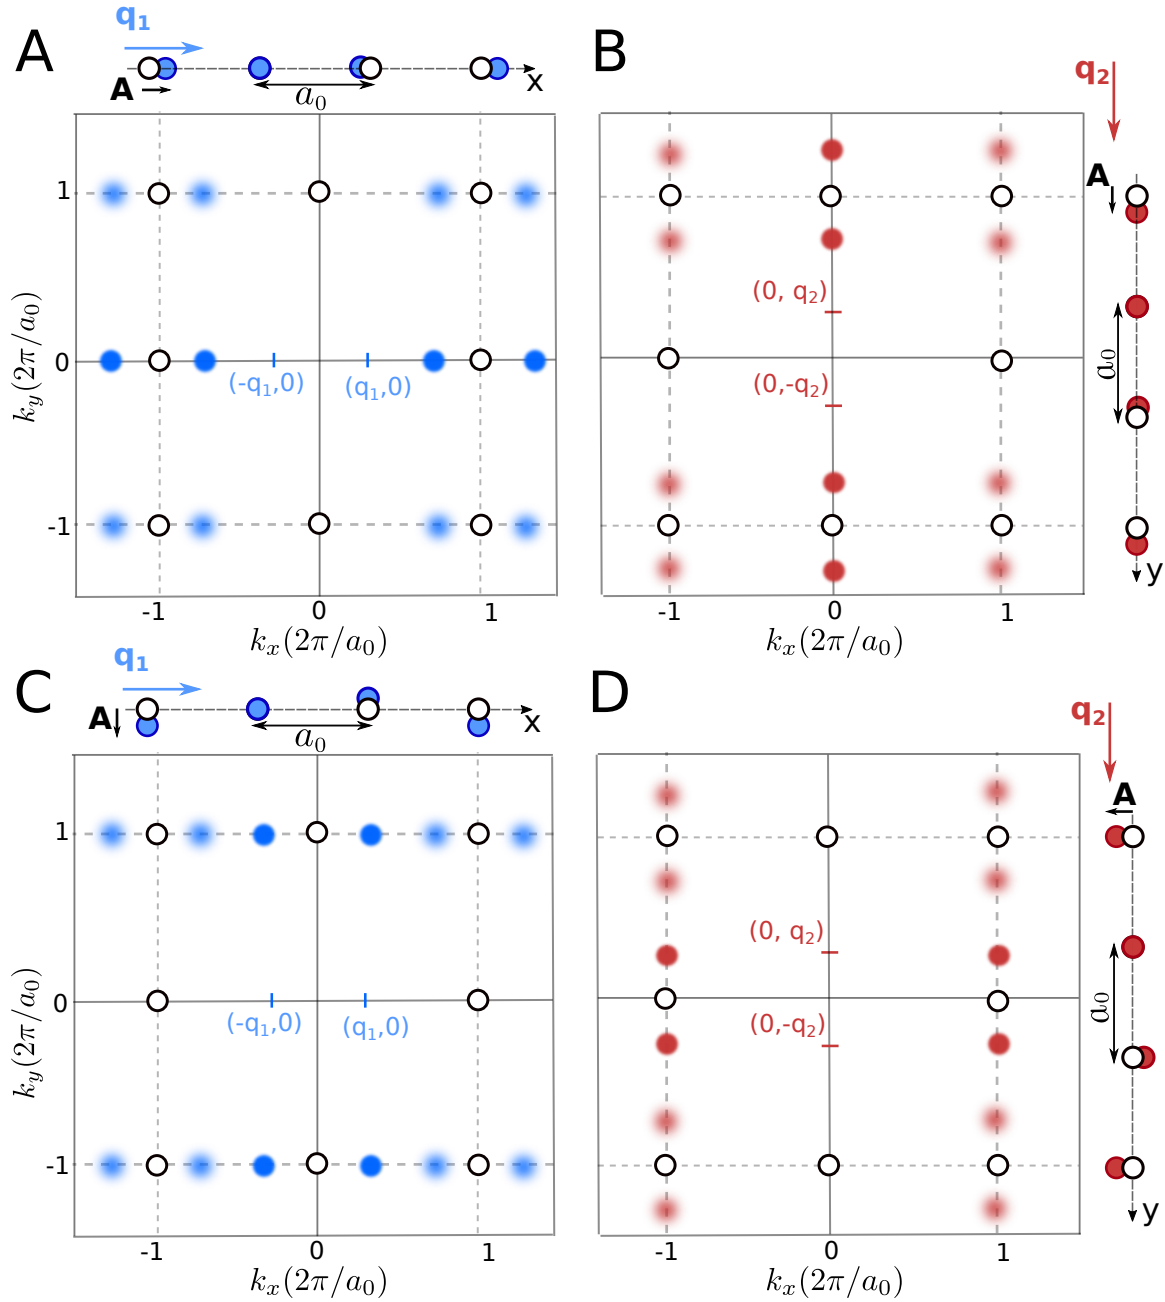 A
q₁
A
a₀
x
1
0
-1
k_y(2π/a₀)
(-q₁,0)
(q₁,0)
-1
0
1
k_x(2π/a₀)
B
q₂
A
a₀
y
(0, q₂)
(0,-q₂)
-1
0
1
k_x(2π/a₀)
C
q₁
A
a₀
x
1
0
-1
k_y(2π/a₀)
(-q₁,0)
(q₁,0)
-1
0
1
k_x(2π/a₀)
D
q₂
A
a₀
y
(0, q₂)
(0,-q₂)
-1
0
1
k_x(2π/a₀)